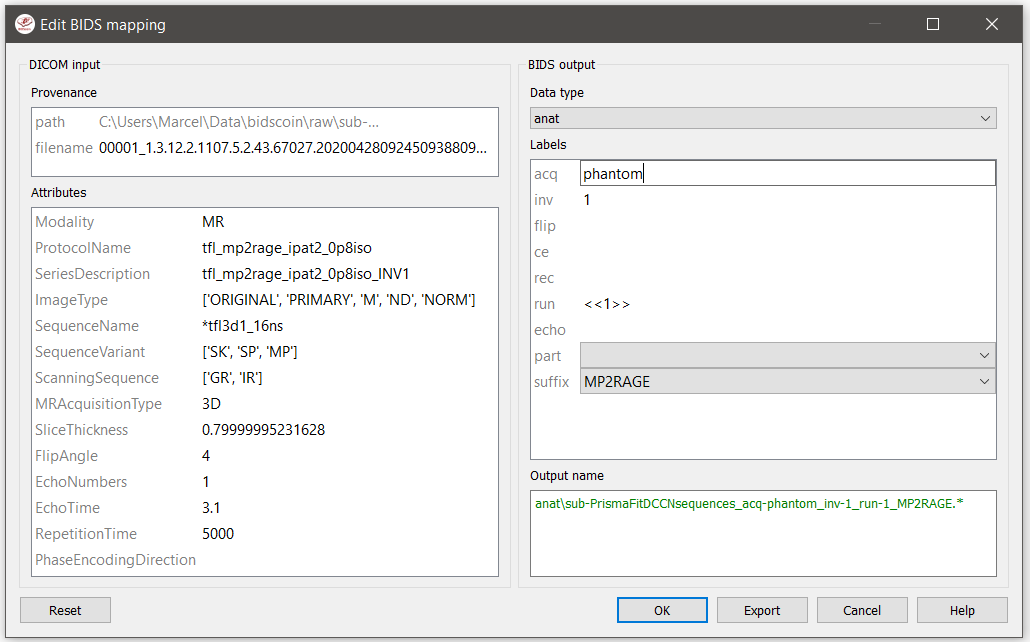 Edit BIDS mapping
DICOM input
Provenance
path C:\Users\Marcel\Data\bidscoin\raw\sub-...
filename 00001_1.3.12.2.1107.5.2.43.67027.20200428092450938809...
Attributes
Modality MR
ProtocolName tfl_mp2rage_ipat2_0p8iso
SeriesDescription tfl_mp2rage_ipat2_0p8iso_INV1
ImageType ['ORIGINAL', 'PRIMARY', 'M', 'ND', 'NORM']
SequenceName *tfl3d1_16ns
SequenceVariant ['SK', 'SP', 'MP']
ScanningSequence ['GR', 'IR']
MRAcquisitionType 3D
SliceThickness 0.79999995231628
FlipAngle 4
EchoNumbers 1
EchoTime 3.1
RepetitionTime 5000
PhaseEncodingDirection
BIDS output
Data type
anat
Labels
acq phantom
inv 1
flip
ce
rec
run <<1>>
echo
part
suffix MP2RAGE
Output name
anat\sub-PrismaFitDCCNsequences_acq-phantom_inv-1_run-1_MP2RAGE.*
Reset OK Export Cancel Help